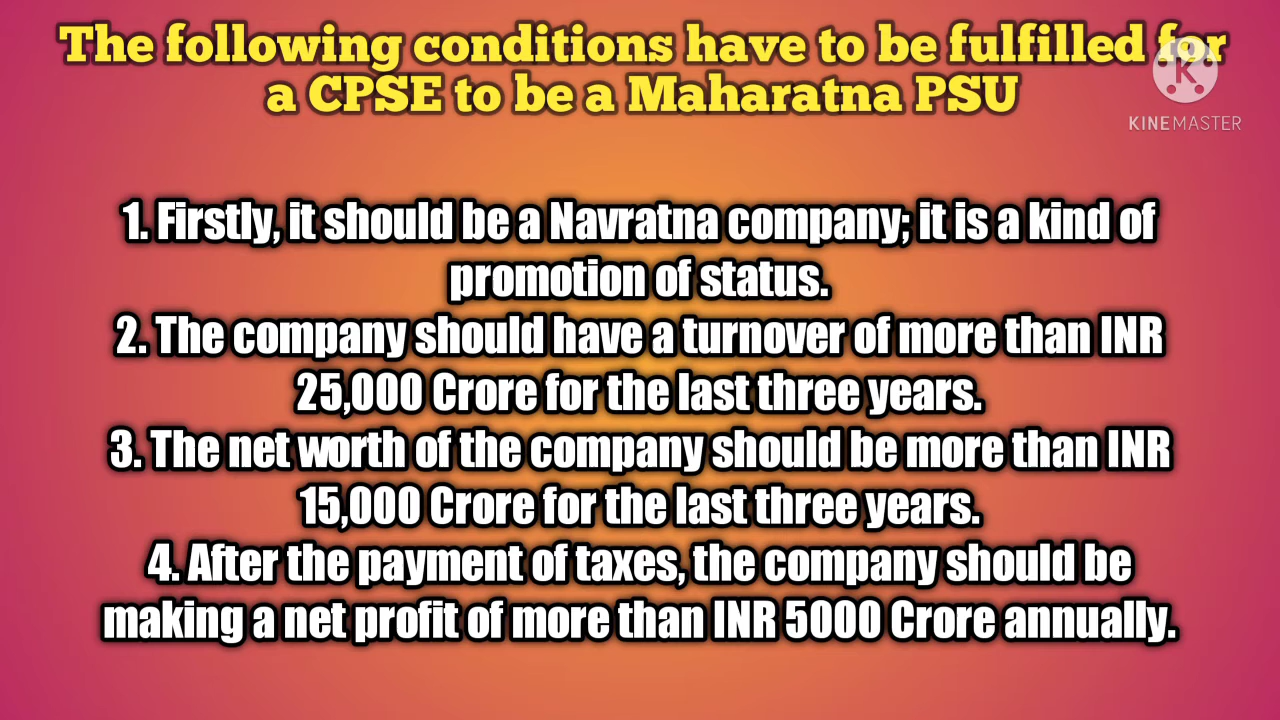 The following conditions have to be fulfilled for
a CPSE to be a Maharatna PSU
K
KINEMASTER
1. Firstly, it should be a Navratna company; it is a kind of
promotion of status.
2. The company should have a turnover of more than INR
25,000 Crore for the last three years.
3. The net worth of the company should be more than INR
15,000 Crore for the last three years.
4. After the payment of taxes, the company should be
making a net profit of more than INR 5000 Crore annually.